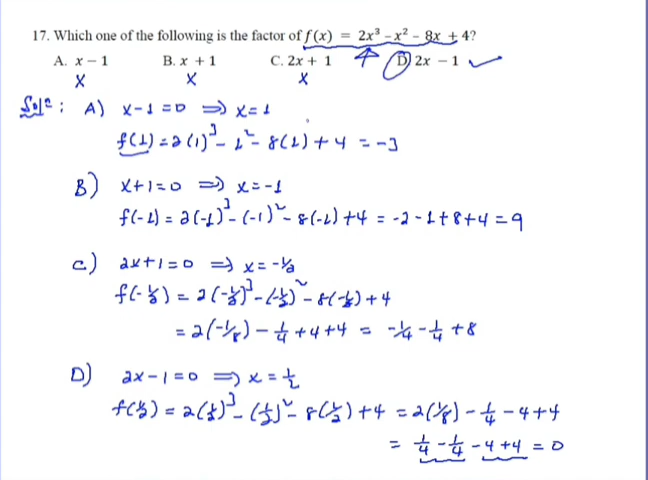 17. Which one of the following is the factor of f(x) = 2x³ – x² – 8x + 4?
A. x – 1 B. x + 1 C. 2x + 1 D. 2x – 1 ✓
X X X
Solⁿ: A) x-1=0 ⇒ x=1
f(1) = 2(1)³ - 1² - 8(1) + 4 = -3
B) x+1=0 ⇒ x=-1
f(-1) = 2(-1)³ - (-1)² - 8(-1) + 4 = -2-1+8+4 = 9
c) 2x+1=0 ⇒ x=-½
f(-½) = 2(-½)³ - (-½)² - 8(-½) + 4
= 2(-⅛) - ¼ + 4 + 4 = -¼ - ¼ + 8
D) 2x-1=0 ⇒ x = ½
f(½) = 2(½)³ - (½)² - 8(½) + 4 = 2(⅛) - ¼ - 4 + 4
= ¼ - ¼ - 4 + 4 = 0